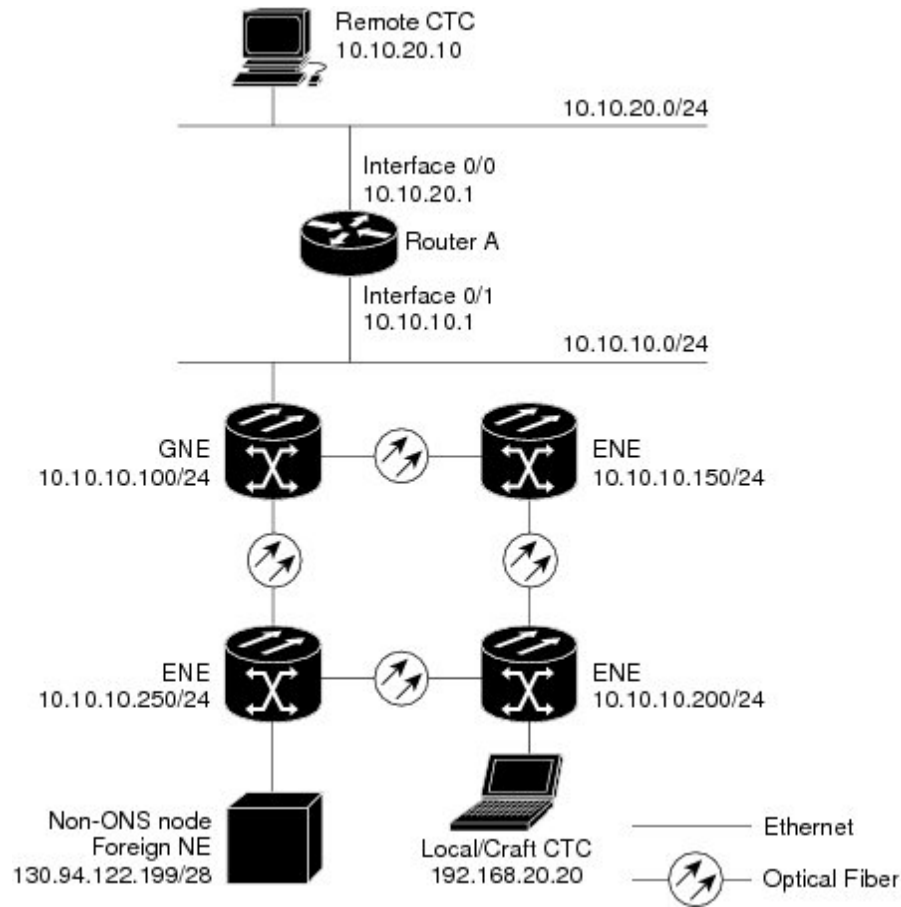 Remote CTC
10.10.20.10
10.10.20.0/24
Interface 0/0
10.10.20.1
Router A
Interface 0/1
10.10.10.1
10.10.10.0/24
GNE
10.10.10.100/24
ENE
10.10.10.150/24
ENE
10.10.10.250/24
ENE
10.10.10.200/24
Non-ONS node
Foreign NE
130.94.122.199/28
Local/Craft CTC
192.168.20.20
Ethernet
Optical Fiber